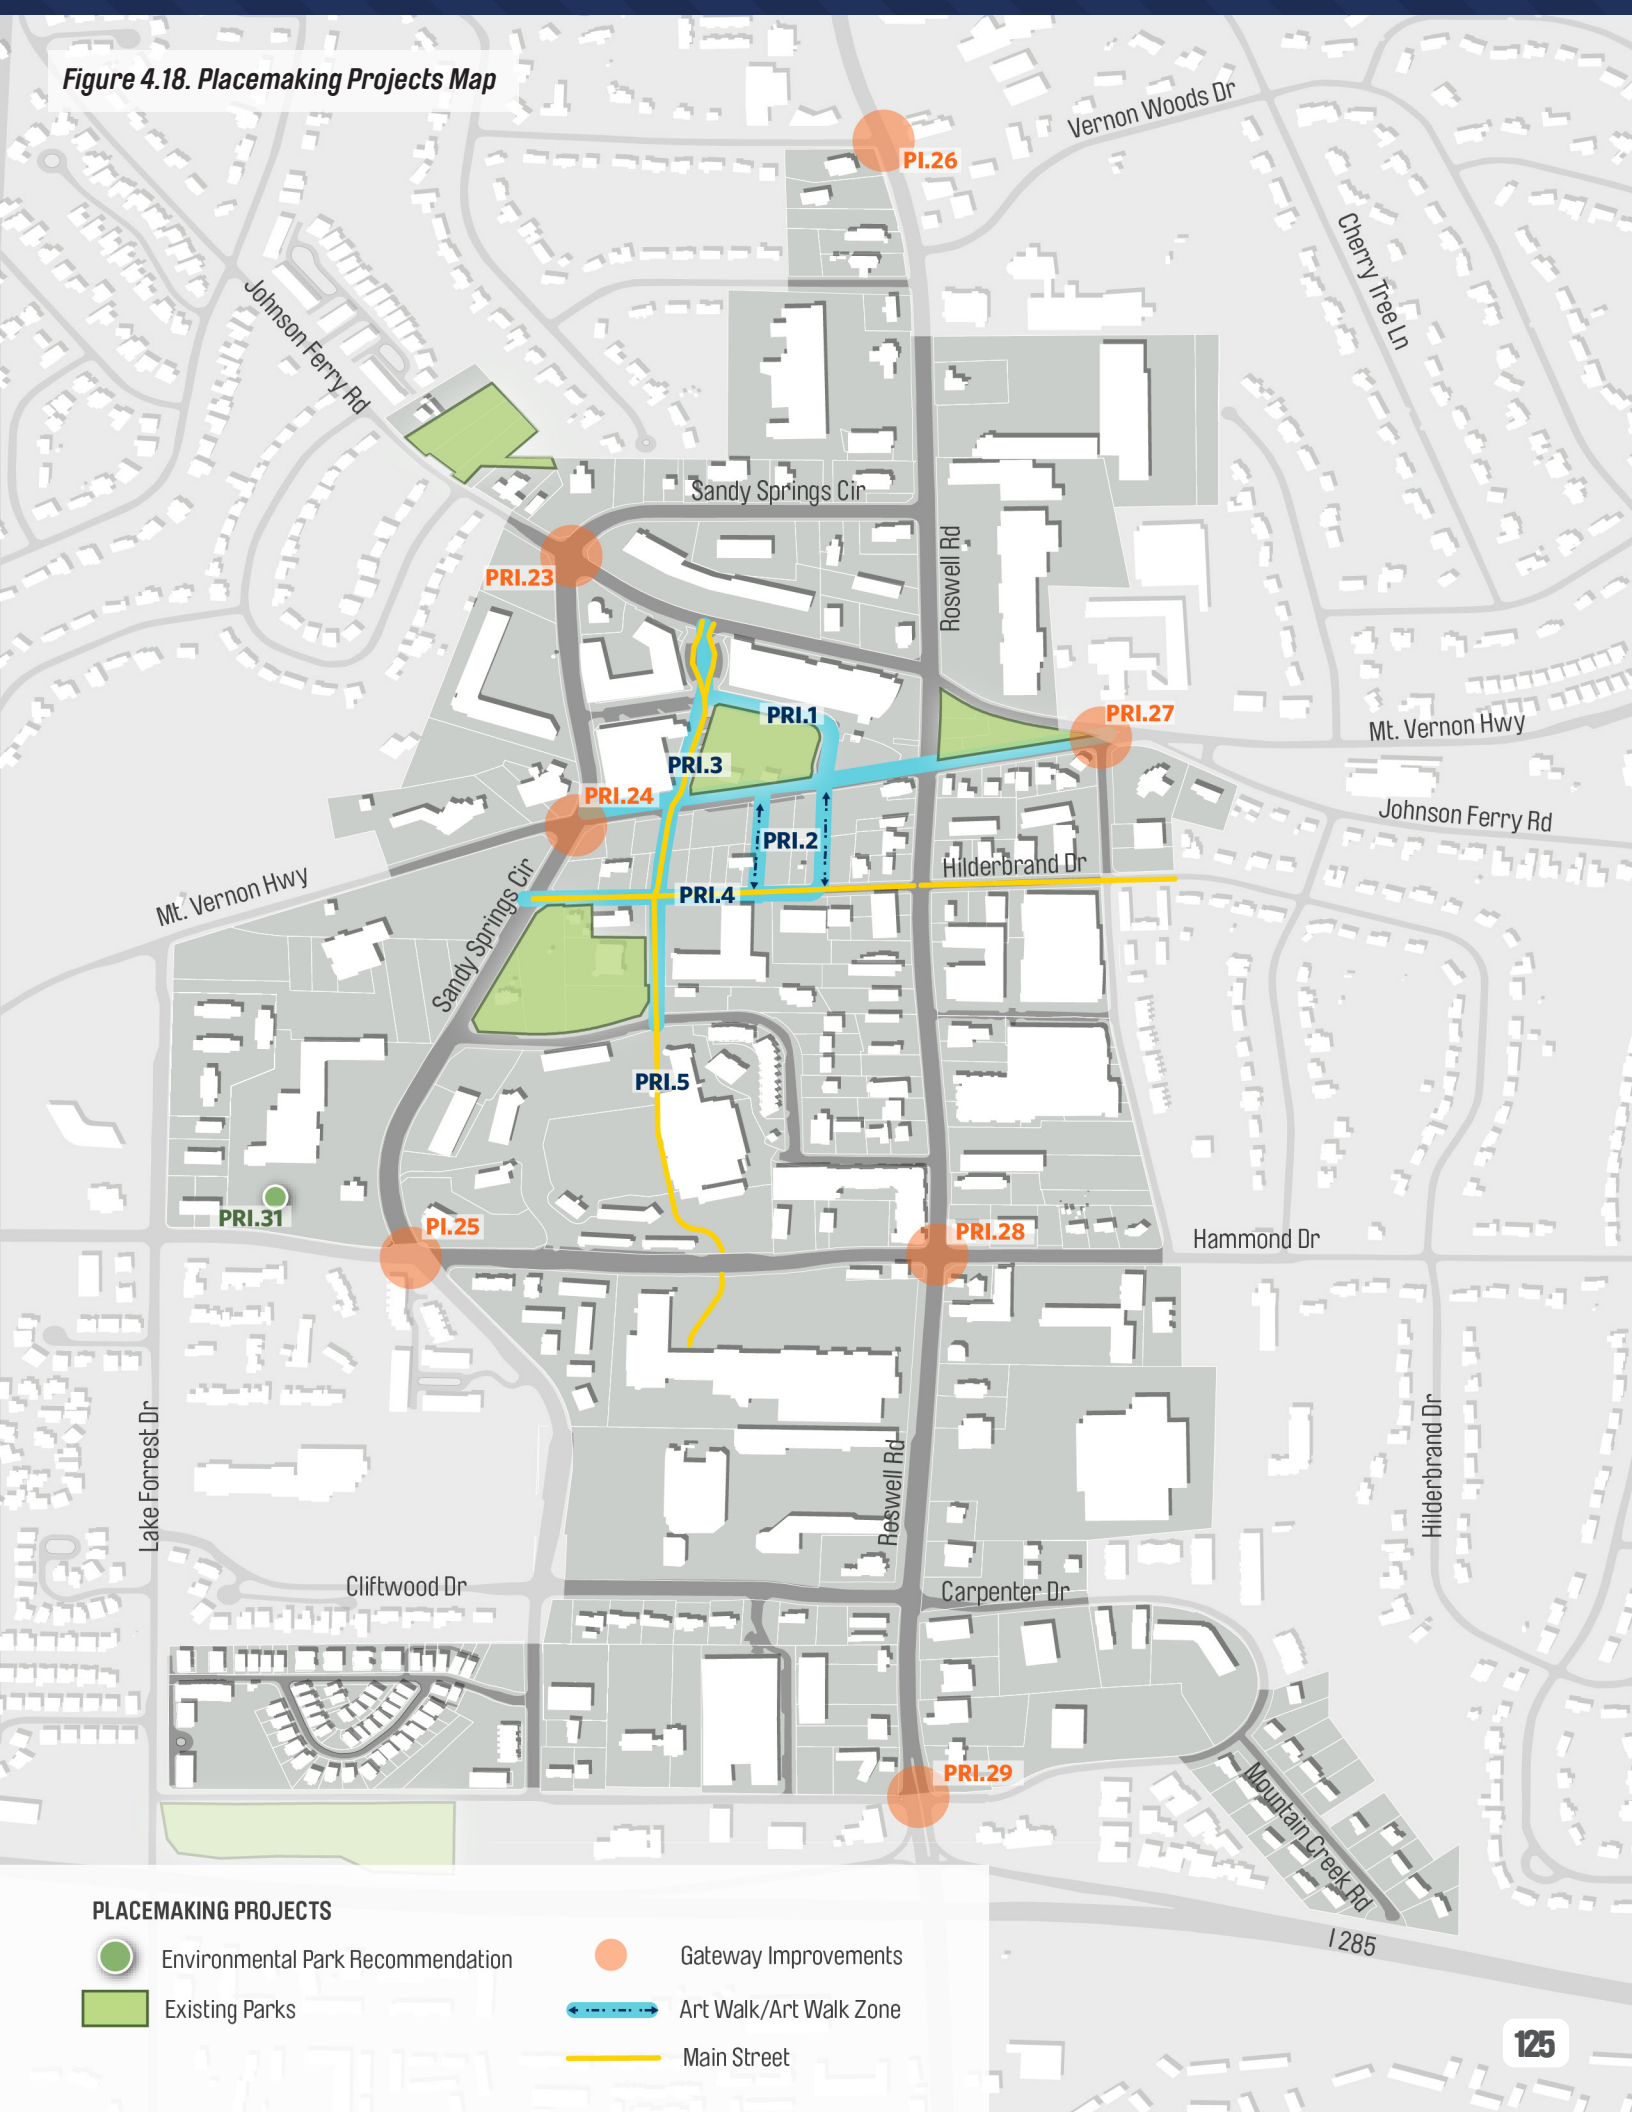 Figure 4.18. Placemaking Projects Map
Vernon Woods Dr
PI.26
Cherry Tree Ln
Johnson Ferry Rd
Sandy Springs Cir
Roswell Rd
PRI.23
PRI.1
PRI.27
Mt. Vernon Hwy
PRI.3
PRI.24
Johnson Ferry Rd
PRI.2
Hilderbrand Dr
Mt. Vernon Hwy
Sandy Springs Cir
PRI.4
PRI.5
PRI.31
PI.25
PRI.28
Hammond Dr
Lake Forrest Dr
Roswell Rd
Hilderbrand Dr
Cliftwood Dr
Carpenter Dr
PRI.29
Mountain Creek Rd
I 285
PLACEMAKING PROJECTS
Environmental Park Recommendation
Existing Parks
Gateway Improvements
Art Walk/Art Walk Zone
Main Street
125